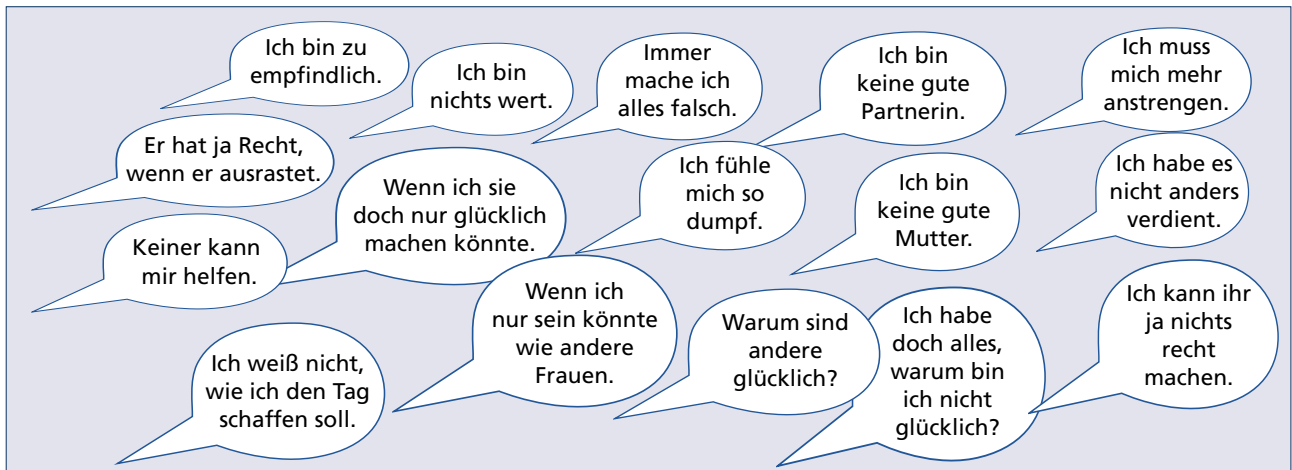 Ich bin zu
empfindlich.
Ich bin
nichts wert.
Immer
mache ich
alles falsch.
Ich bin
keine gute
Partnerin.
Ich muss
mich mehr
anstrengen.
Er hat ja Recht,
wenn er ausrastet.
Wenn ich sie
doch nur glücklich
machen könnte.
Ich fühle
mich so
dumpf.
Ich bin
keine gute
Mutter.
Ich habe es
nicht anders
verdient.
Keiner kann
mir helfen.
Wenn ich
nur sein könnte
wie andere
Frauen.
Warum sind
andere
glücklich?
Ich habe
doch alles,
warum bin
ich nicht
glücklich?
Ich kann ihr
ja nichts
recht
machen.
Ich weiß nicht,
wie ich den Tag
schaffen soll.